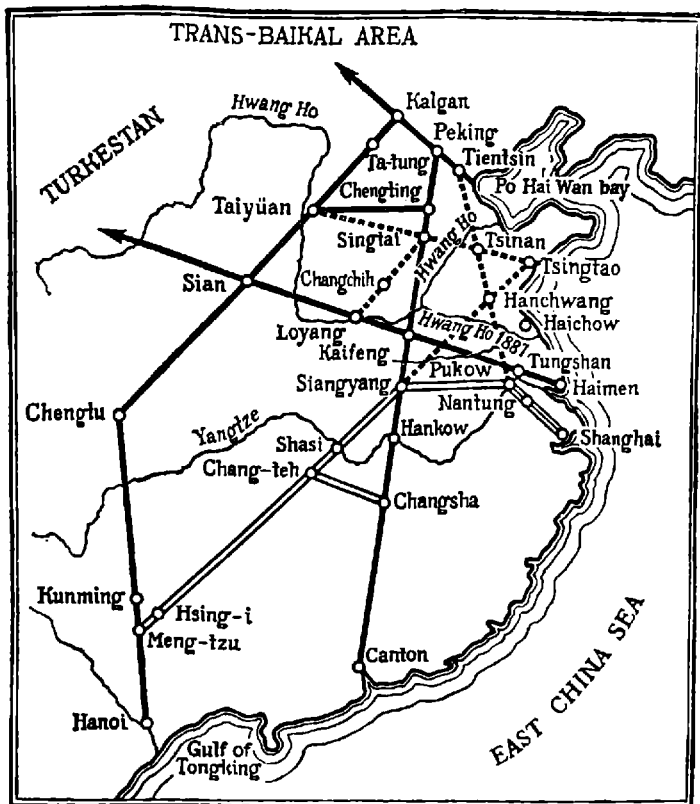 TRANS-BAIKAL AREA
Hwang Ho
Kalgan
Peking
TURKESTAN
Ta-tung
Tientsin
Chengting
Po Hai Wan bay
Taiyüan
Singtai
Hwang Ho
Tsinan
Tsingtao
Sian
Changchih
Hanchwang
Loyang
Hwang Ho 1887
Haichow
Kaifeng
Tungshan
Pukow
Siangyang
Haimen
Nantung
Chengtu
Yangtze
Hankow
Shanghai
Shasi
Chang-teh
Changsha
Kunming
Hsing-i
Meng-tzu
Canton
Hanoi
EAST CHINA SEA
Gulf of
Tongking